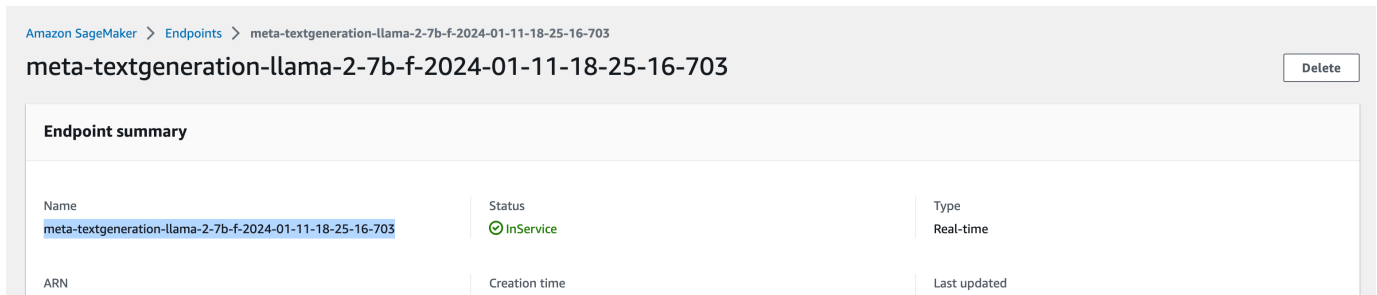 Amazon SageMaker > Endpoints > meta-textgeneration-llama-2-7b-f-2024-01-11-18-25-16-703
meta-textgeneration-llama-2-7b-f-2024-01-11-18-25-16-703
Delete
Endpoint summary
Name
meta-textgeneration-llama-2-7b-f-2024-01-11-18-25-16-703
Status
InService
Type
Real-time
ARN
Creation time
Last updated